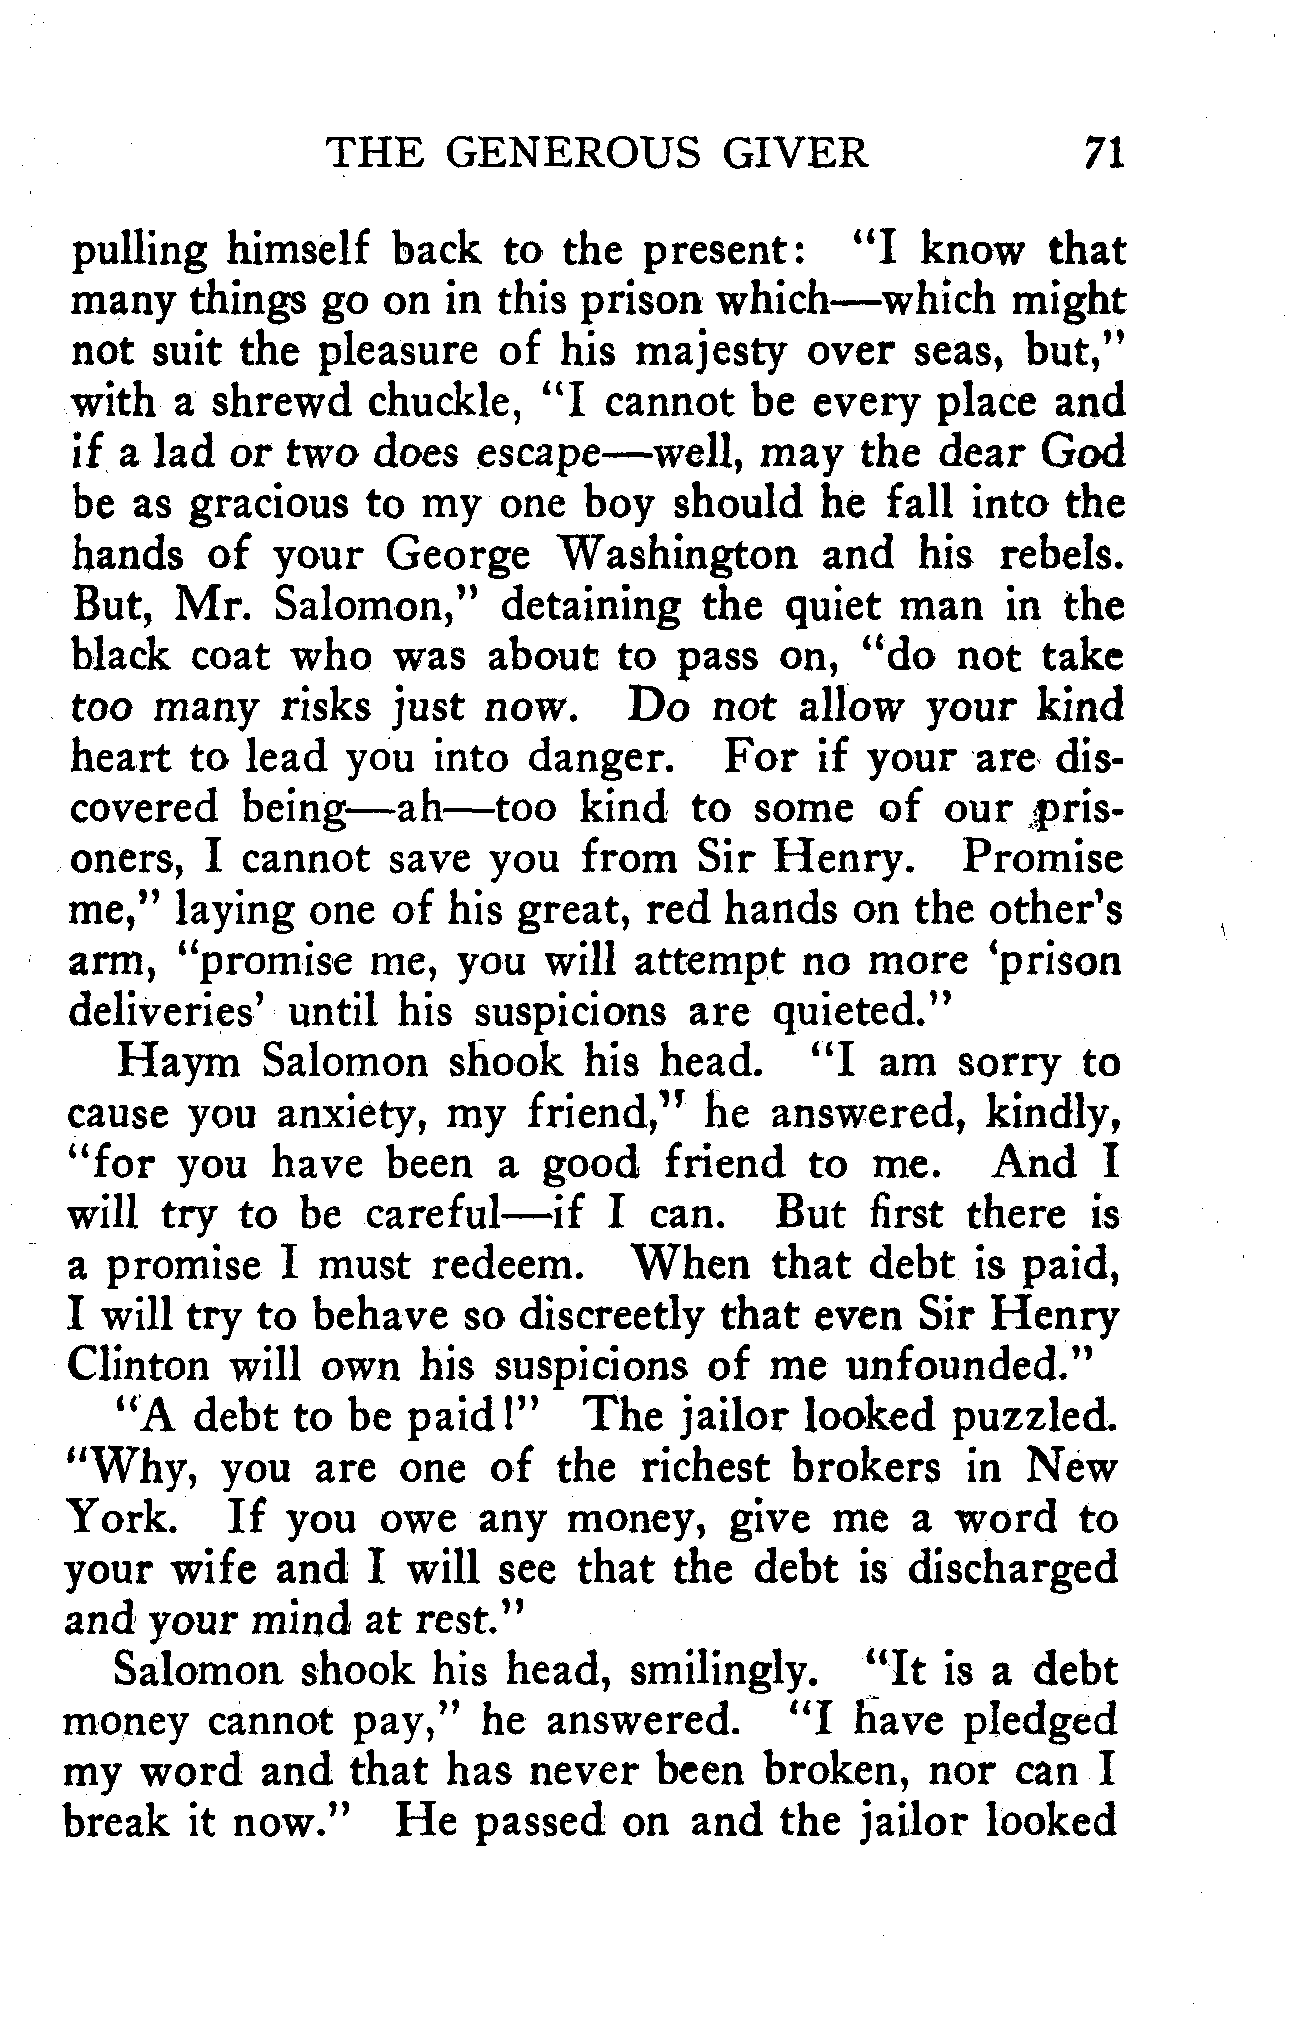 THE GENEROUS GIVER 71
pulling himself back to the present: "I know that
many things go on in this prison which—which might
not suit the pleasure of his majesty over seas, but,"
with a shrewd chuckle, "I cannot be every place and
if a lad or two does escape—well, may the dear God
be as gracious to my one boy should he fall into the
hands of your George Washington and his rebels.
But, Mr. Salomon," detaining the quiet man in the
black coat who was about to pass on, "do not take
too many risks just now. Do not allow your kind
heart to lead you into danger. For if your are dis-
covered being—ah—too kind to some of our pris-
oners, I cannot save you from Sir Henry. Promise
me," laying one of his great, red hands on the other's
arm, "promise me, you will attempt no more 'prison
deliveries' until his suspicions are quieted."
Haym Salomon shook his head. "I am sorry to
cause you anxiety, my friend," he answered, kindly,
"for you have been a good friend to me. And I
will try to be careful—if I can. But first there is
a promise I must redeem. When that debt is paid,
I will try to behave so discreetly that even Sir Henry
Clinton will own his suspicions of me unfounded."
"A debt to be paid!" The jailor looked puzzled.
"Why, you are one of the richest brokers in New
York. If you owe any money, give me a word to
your wife and I will see that the debt is discharged
and your mind at rest."
Salomon shook his head, smilingly. "It is a debt
money cannot pay," he answered. "I have pledged
my word and that has never been broken, nor can I
break it now." He passed on and the jailor looked